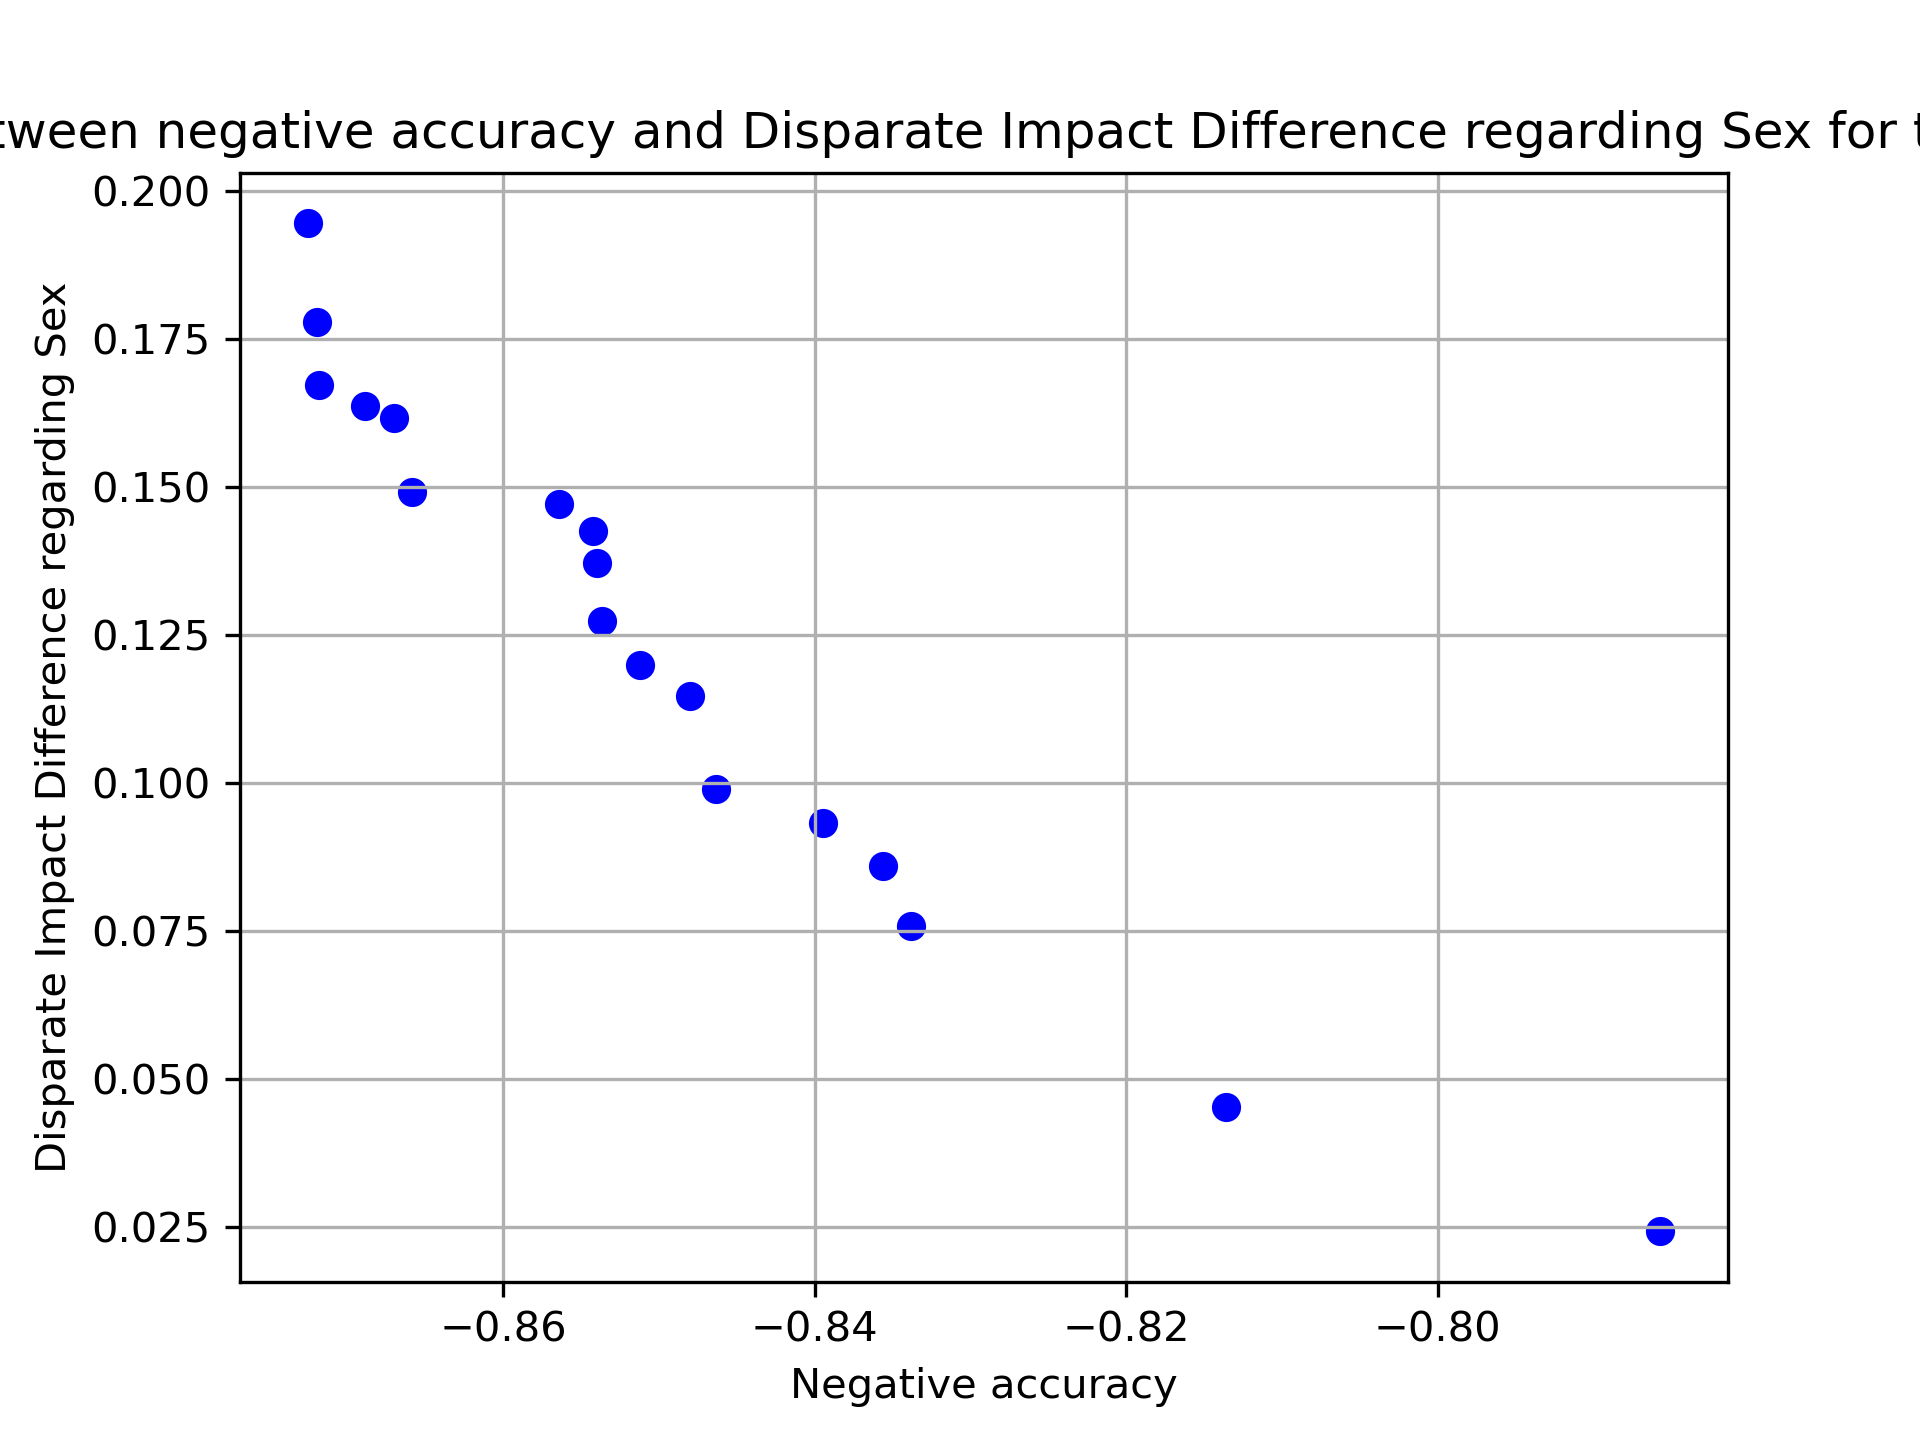 negative accuracy and Disparate Impact Difference regarding Sex for
Disparate Impact Difference regarding Sex
0.200
0.175
0.150
0.125
0.100
0.075
0.050
0.025
−0.86 −0.84 −0.82 −0.80
Negative accuracy